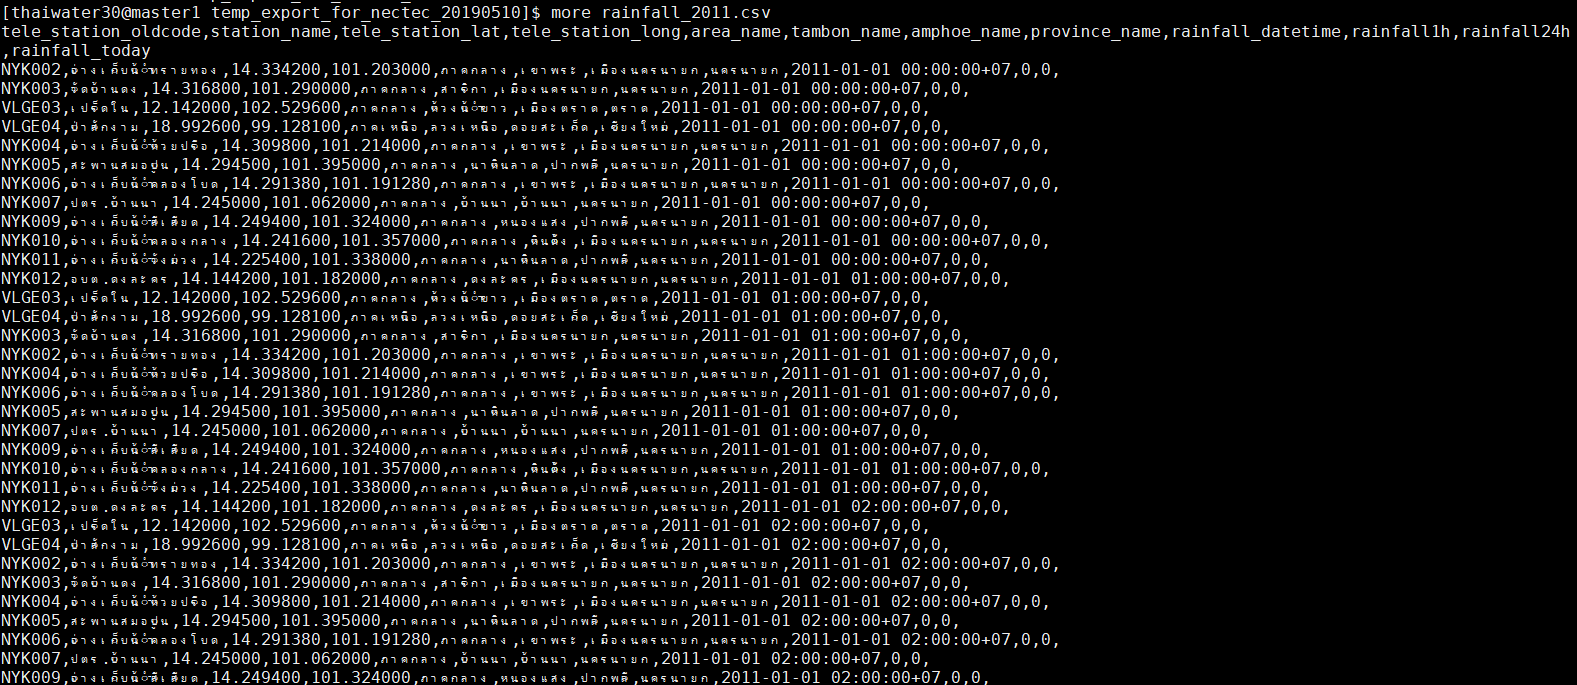 [thaiwater30@master1 temp_export_for_nectec_20190510]$ more rainfall_2011.csv
tele_station_oldcode,station_name,tele_station_lat,tele_station_long,area_name,tambon_name,amphoe_name,province_name,rainfall_datetime,rainfall1h,rainfall24h
,rainfall_today
NYK002,อ่างเก็บน้ำทรายทอง,14.334200,101.203000,ภาคกลาง,เขาพระ,เมืองนครนายก,นครนายก,2011-01-01 00:00:00+07,0,0,
NYK003,วัดบ้านดง,14.316800,101.290000,ภาคกลาง,สาริกา,เมืองนครนายก,นครนายก,2011-01-01 00:00:00+07,0,0,
VLGE03,เปร็ดใน,12.142000,102.529600,ภาคกลาง,ห้วงน้ำขาว,เมืองตราด,ตราด,2011-01-01 00:00:00+07,0,0,
VLGE04,ป่าสักงาม,18.992600,99.128100,ภาคเหนือ,ลวงเหนือ,ดอยสะเก็ด,เชียงใหม่,2011-01-01 00:00:00+07,0,0,
NYK004,อ่างเก็บน้ำห้วยปรือ,14.309800,101.214000,ภาคกลาง,เขาพระ,เมืองนครนายก,นครนายก,2011-01-01 00:00:00+07,0,0,
NYK005,สะพานสมอปูน,14.294500,101.395000,ภาคกลาง,นาหินลาด,ปากพลี,นครนายก,2011-01-01 00:00:00+07,0,0,
NYK006,อ่างเก็บน้ำคลองโบด,14.291380,101.191280,ภาคกลาง,เขาพระ,เมืองนครนายก,นครนายก,2011-01-01 00:00:00+07,0,0,
NYK007,ปตร.บ้านนา,14.245000,101.062000,ภาคกลาง,บ้านนา,บ้านนา,นครนายก,2011-01-01 00:00:00+07,0,0,
NYK009,อ่างเก็บน้ำสีเสียด,14.249400,101.324000,ภาคกลาง,หนองแสง,ปากพลี,นครนายก,2011-01-01 00:00:00+07,0,0,
NYK010,อ่างเก็บน้ำคลองกลาง,14.241600,101.357000,ภาคกลาง,หินตั้ง,เมืองนครนายก,นครนายก,2011-01-01 00:00:00+07,0,0,
NYK011,อ่างเก็บน้ำวังม่วง,14.225400,101.338000,ภาคกลาง,นาหินลาด,ปากพลี,นครนายก,2011-01-01 00:00:00+07,0,0,
NYK012,อบต.ดงละคร,14.144200,101.182000,ภาคกลาง,ดงละคร,เมืองนครนายก,นครนายก,2011-01-01 01:00:00+07,0,0,
VLGE03,เปร็ดใน,12.142000,102.529600,ภาคกลาง,ห้วงน้ำขาว,เมืองตราด,ตราด,2011-01-01 01:00:00+07,0,0,
VLGE04,ป่าสักงาม,18.992600,99.128100,ภาคเหนือ,ลวงเหนือ,ดอยสะเก็ด,เชียงใหม่,2011-01-01 01:00:00+07,0,0,
NYK003,วัดบ้านดง,14.316800,101.290000,ภาคกลาง,สาริกา,เมืองนครนายก,นครนายก,2011-01-01 01:00:00+07,0,0,
NYK002,อ่างเก็บน้ำทรายทอง,14.334200,101.203000,ภาคกลาง,เขาพระ,เมืองนครนายก,นครนายก,2011-01-01 01:00:00+07,0,0,
NYK004,อ่างเก็บน้ำห้วยปรือ,14.309800,101.214000,ภาคกลาง,เขาพระ,เมืองนครนายก,นครนายก,2011-01-01 01:00:00+07,0,0,
NYK006,อ่างเก็บน้ำคลองโบด,14.291380,101.191280,ภาคกลาง,เขาพระ,เมืองนครนายก,นครนายก,2011-01-01 01:00:00+07,0,0,
NYK005,สะพานสมอปูน,14.294500,101.395000,ภาคกลาง,นาหินลาด,ปากพลี,นครนายก,2011-01-01 01:00:00+07,0,0,
NYK007,ปตร.บ้านนา,14.245000,101.062000,ภาคกลาง,บ้านนา,บ้านนา,นครนายก,2011-01-01 01:00:00+07,0,0,
NYK009,อ่างเก็บน้ำสีเสียด,14.249400,101.324000,ภาคกลาง,หนองแสง,ปากพลี,นครนายก,2011-01-01 01:00:00+07,0,0,
NYK010,อ่างเก็บน้ำคลองกลาง,14.241600,101.357000,ภาคกลาง,หินตั้ง,เมืองนครนายก,นครนายก,2011-01-01 01:00:00+07,0,0,
NYK011,อ่างเก็บน้ำวังม่วง,14.225400,101.338000,ภาคกลาง,นาหินลาด,ปากพลี,นครนายก,2011-01-01 01:00:00+07,0,0,
NYK012,อบต.ดงละคร,14.144200,101.182000,ภาคกลาง,ดงละคร,เมืองนครนายก,นครนายก,2011-01-01 02:00:00+07,0,0,
VLGE03,เปร็ดใน,12.142000,102.529600,ภาคกลาง,ห้วงน้ำขาว,เมืองตราด,ตราด,2011-01-01 02:00:00+07,0,0,
VLGE04,ป่าสักงาม,18.992600,99.128100,ภาคเหนือ,ลวงเหนือ,ดอยสะเก็ด,เชียงใหม่,2011-01-01 02:00:00+07,0,0,
NYK002,อ่างเก็บน้ำทรายทอง,14.334200,101.203000,ภาคกลาง,เขาพระ,เมืองนครนายก,นครนายก,2011-01-01 02:00:00+07,0,0,
NYK003,วัดบ้านดง,14.316800,101.290000,ภาคกลาง,สาริกา,เมืองนครนายก,นครนายก,2011-01-01 02:00:00+07,0,0,
NYK004,อ่างเก็บน้ำห้วยปรือ,14.309800,101.214000,ภาคกลาง,เขาพระ,เมืองนครนายก,นครนายก,2011-01-01 02:00:00+07,0,0,
NYK005,สะพานสมอปูน,14.294500,101.395000,ภาคกลาง,นาหินลาด,ปากพลี,นครนายก,2011-01-01 02:00:00+07,0,0,
NYK006,อ่างเก็บน้ำคลองโบด,14.291380,101.191280,ภาคกลาง,เขาพระ,เมืองนครนายก,นครนายก,2011-01-01 02:00:00+07,0,0,
NYK007,ปตร.บ้านนา,14.245000,101.062000,ภาคกลาง,บ้านนา,บ้านนา,นครนายก,2011-01-01 02:00:00+07,0,0,
NYK009,อ่างเก็บน้ำสีเสียด,14.249400,101.324000,ภาคกลาง,หนองแสง,ปากพลี,นครนายก,2011-01-01 02:00:00+07,0,0,